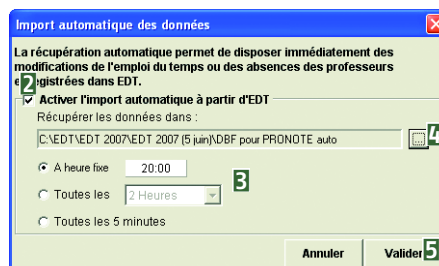 Import automatique des données
La récupération automatique permet de disposer immédiatement des
modifications de l'emploi du temps ou des absences des professeurs
egistrées dans EDT.
2
Activer l'import automatique à partir d'EDT
Récupérer les données dans :
C:\EDT\EDT 2007\EDT 2007 (5 juin)\DBF pour PRONOTE auto
... 4
A heure fixe 20:00
3
Toutes les 2 Heures
Toutes les 5 minutes
Annuler Valider 5